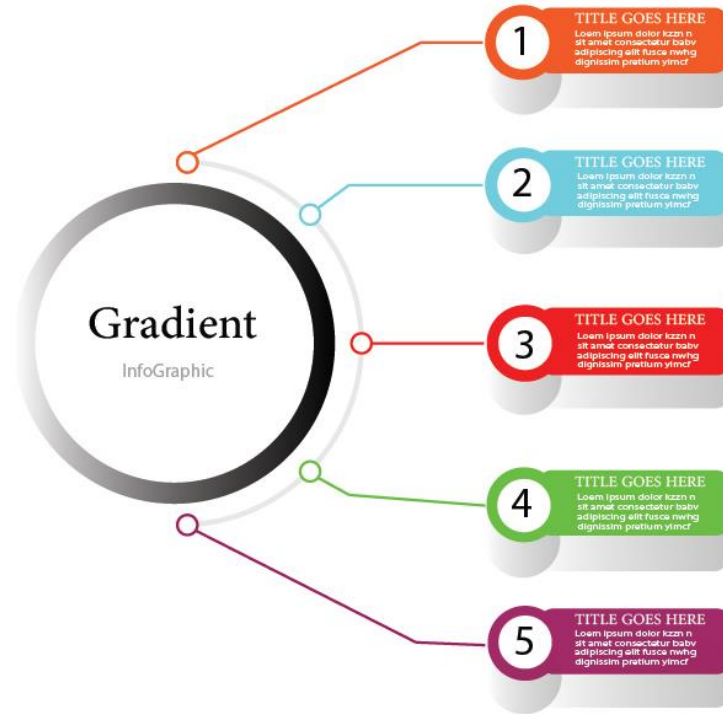 Gradient
InfoGraphic
1
TITLE GOES HERE
Lorem ipsum dolor kzzn n
sit amet consectetur babv
adipiscing elit fusce nwhg
dignissim pretium yimcf
2
TITLE GOES HERE
Lorem ipsum dolor kzzn n
sit amet consectetur babv
adipiscing elit fusce nwhg
dignissim pretium yimcf
3
TITLE GOES HERE
Lorem ipsum dolor kzzn n
sit amet consectetur babv
adipiscing elit fusce nwhg
dignissim pretium yimcf
4
TITLE GOES HERE
Lorem ipsum dolor kzzn n
sit amet consectetur babv
adipiscing elit fusce nwhg
dignissim pretium yimcf
5
TITLE GOES HERE
Lorem ipsum dolor kzzn n
sit amet consectetur babv
adipiscing elit fusce nwhg
dignissim pretium yimcf